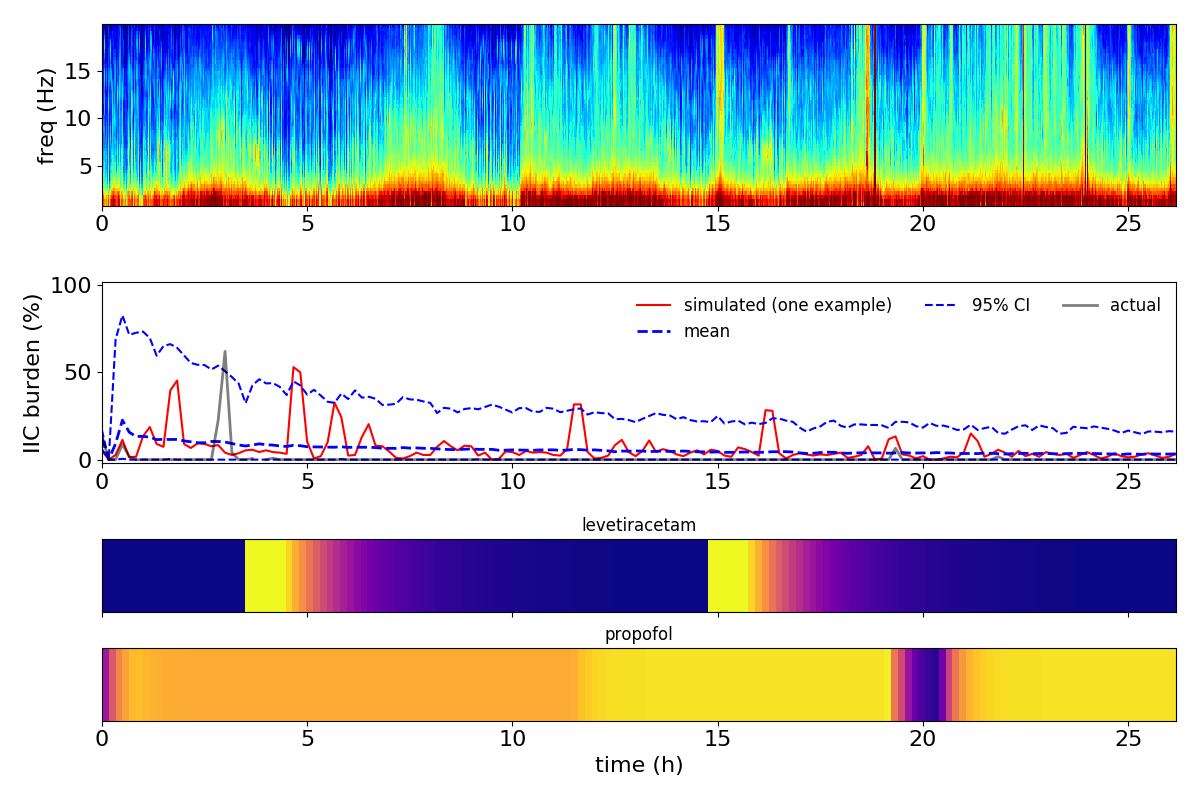 freq (Hz)
15
10
5
0 5 10 15 20 25
IIC burden (%)
100
50
0
simulated (one example)
mean
95% CI
actual
0 5 10 15 20 25
levetiracetam
propofol
0 5 10 15 20 25
time (h)